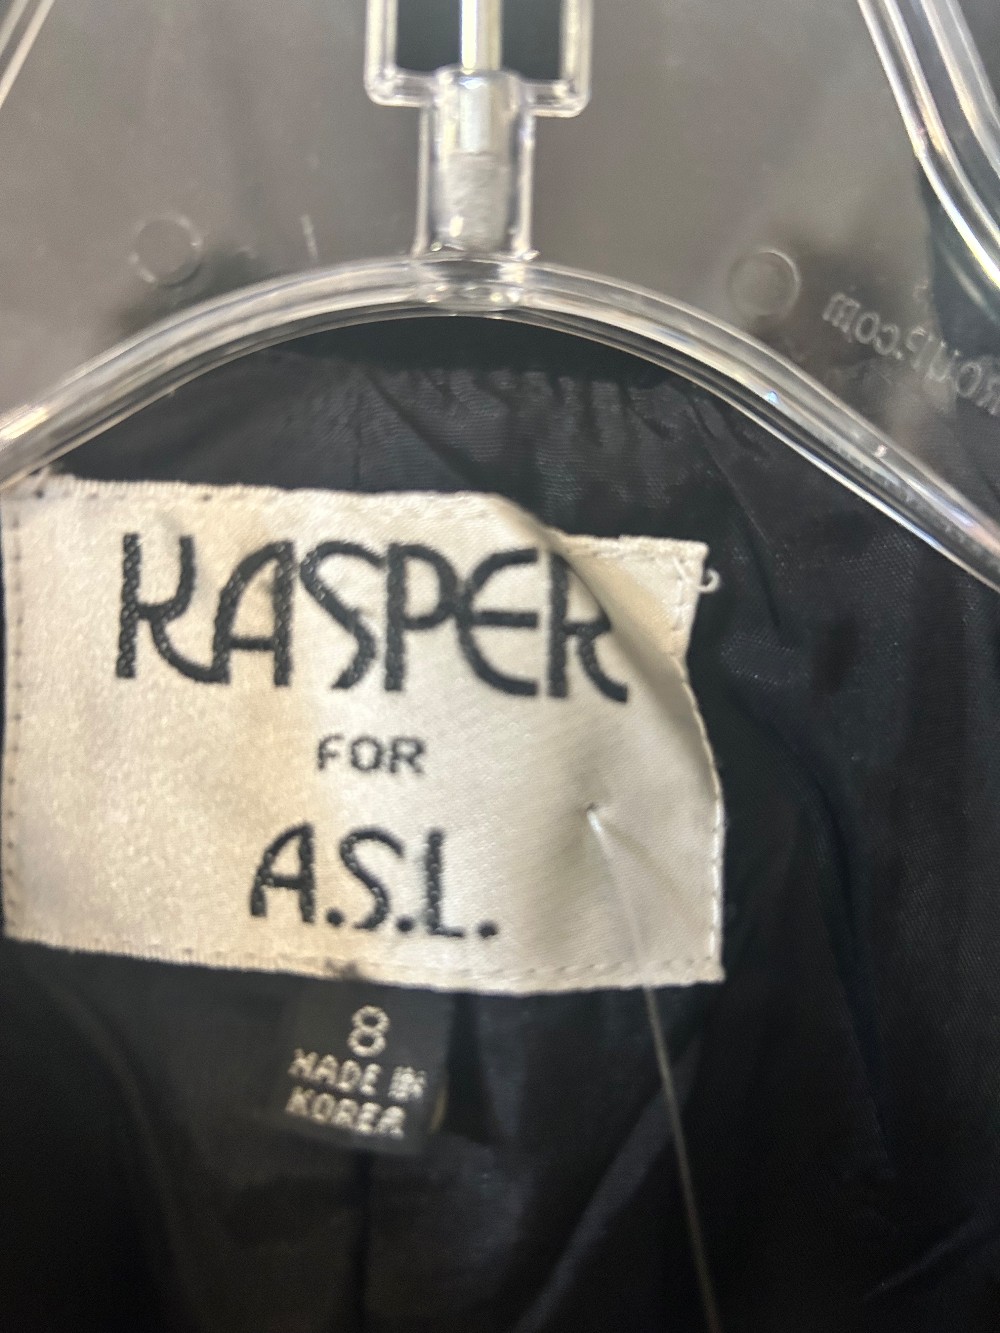 KASPER
FOR
A.S.L.
8
MADE IN
KOREA